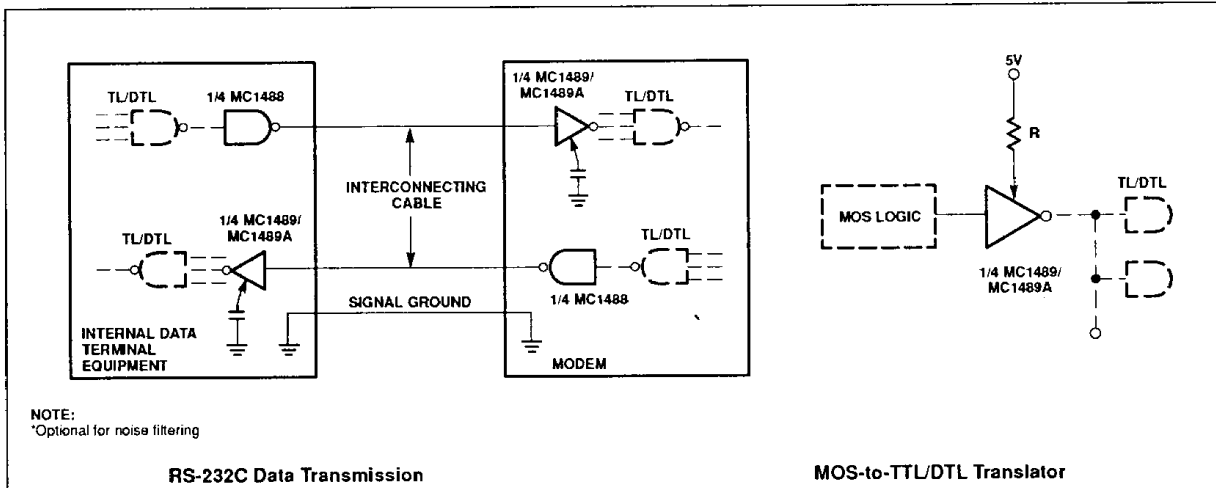 TL/DTL
1/4 MC1488
1/4 MC1489/
MC1489A
TL/DTL
INTERCONNECTING
CABLE
1/4 MC1489/
MC1489A
TL/DTL
TL/DTL
1/4 MC1488
SIGNAL GROUND
INTERNAL DATA
TERMINAL
EQUIPMENT
MODEM
NOTE:
*Optional for noise filtering
RS-232C Data Transmission
5V
R
MOS LOGIC
TL/DTL
1/4 MC1489/
MC1489A
MOS-to-TTL/DTL Translator